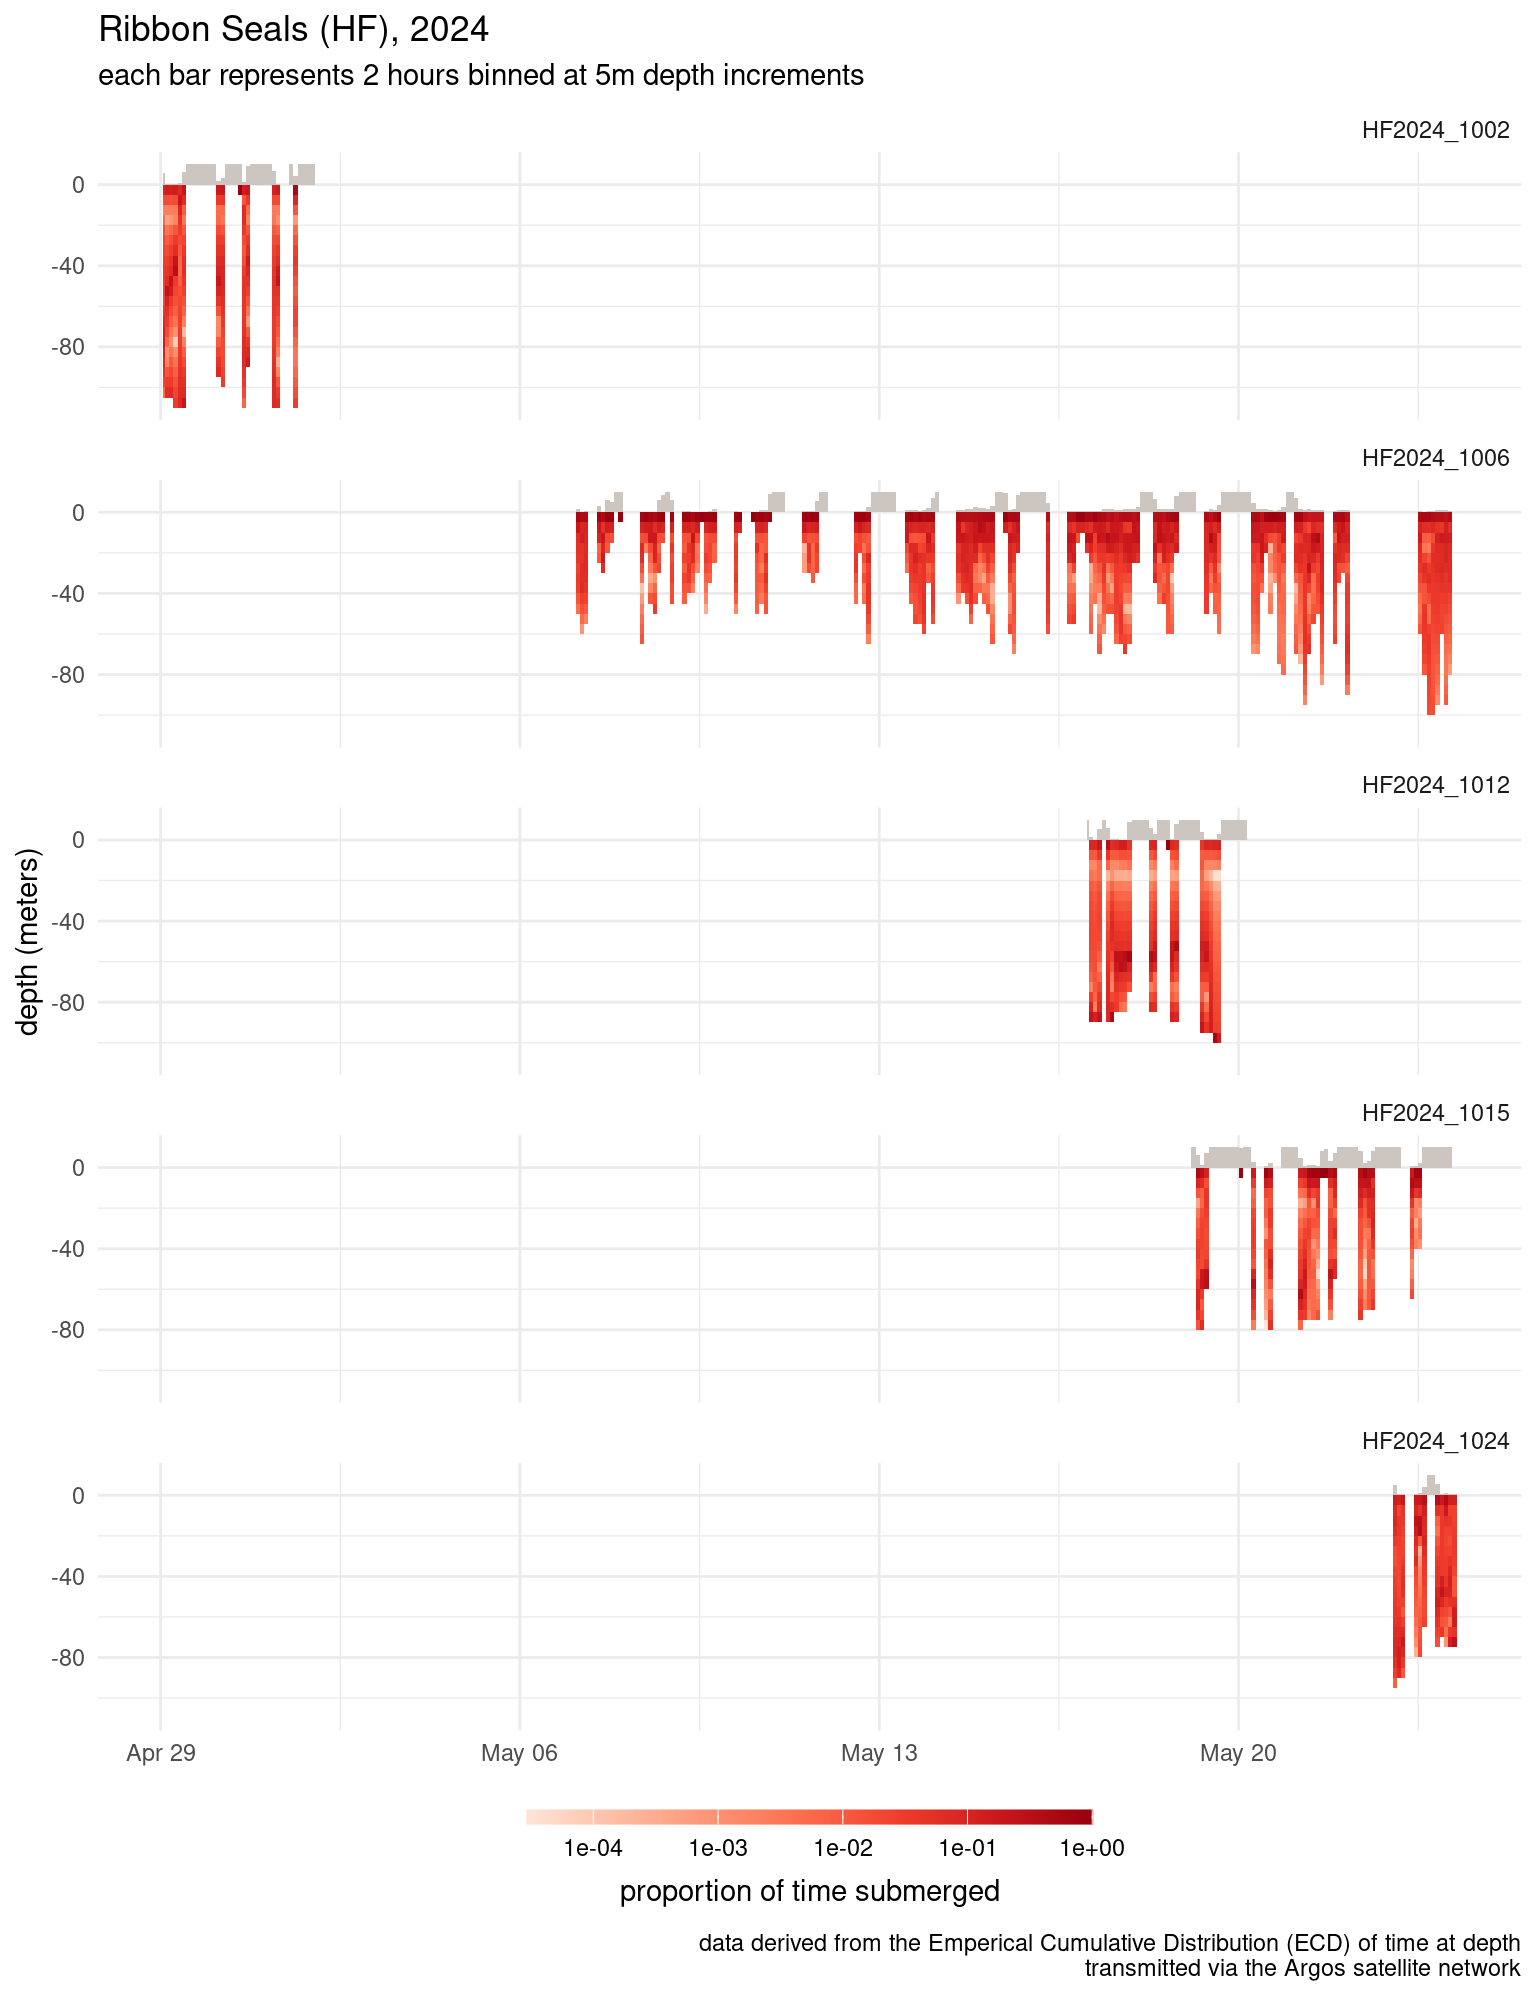 Ribbon Seals (HF), 2024
each bar represents 2 hours binned at 5m depth increments
HF2024_1002
0
-40
-80
HF2024_1006
0
-40
-80
HF2024_1012
0
-40
-80
depth (meters)
HF2024_1015
0
-40
-80
HF2024_1024
0
-40
-80
Apr 29 May 06 May 13 May 20
1e-04 1e-03 1e-02 1e-01 1e+00
proportion of time submerged
data derived from the Emperical Cumulative Distribution (ECD) of time at depth
transmitted via the Argos satellite network